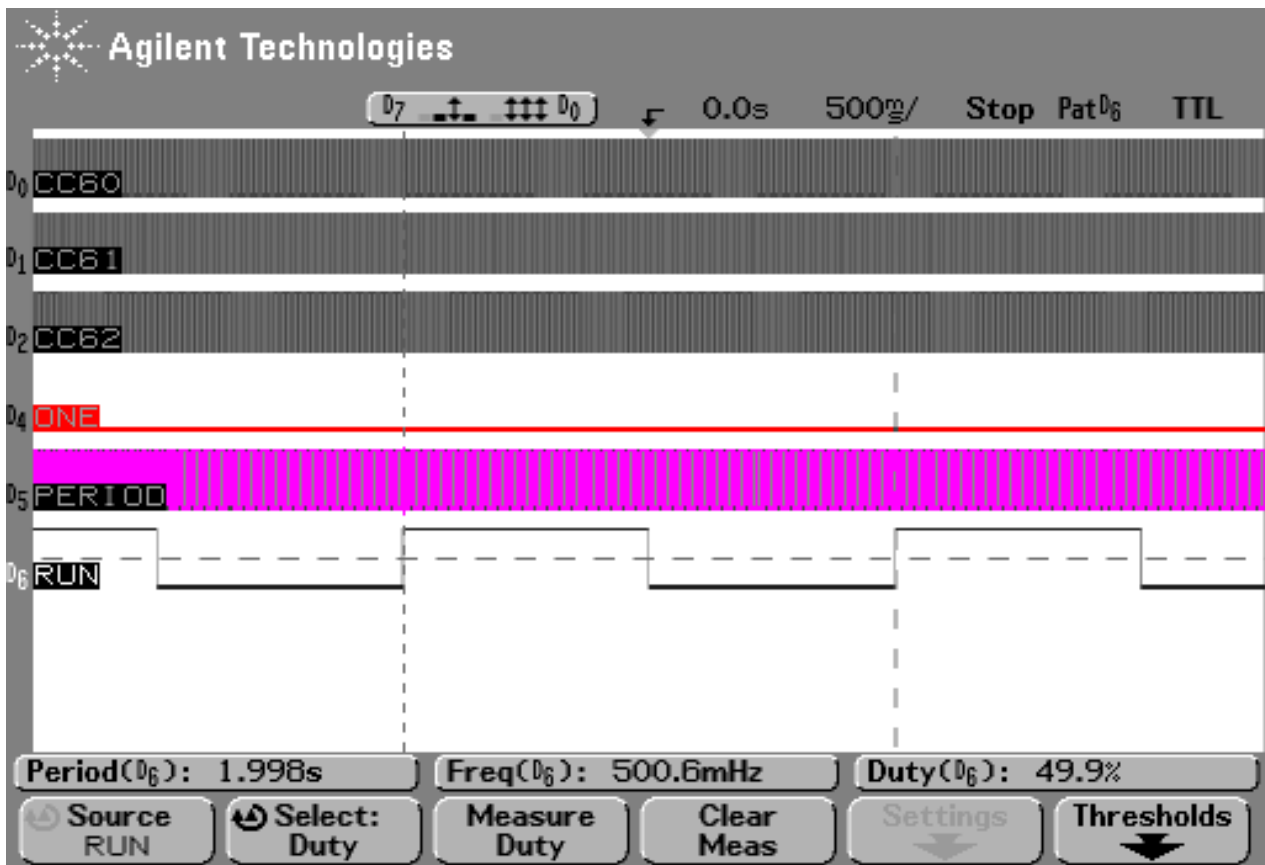 Agilent Technologies
D7 D0 0.0s 500ms/ Stop PatD6 TTL
D0 CC60
D1 CC61
D2 CC62
D4 ONE
D5 PERIOD
D6 RUN
Period(D6): 1.998s Freq(D6): 500.6mHz Duty(D6): 49.9%
Source Select: Measure Clear Settings Thresholds
RUN Duty Duty Meas